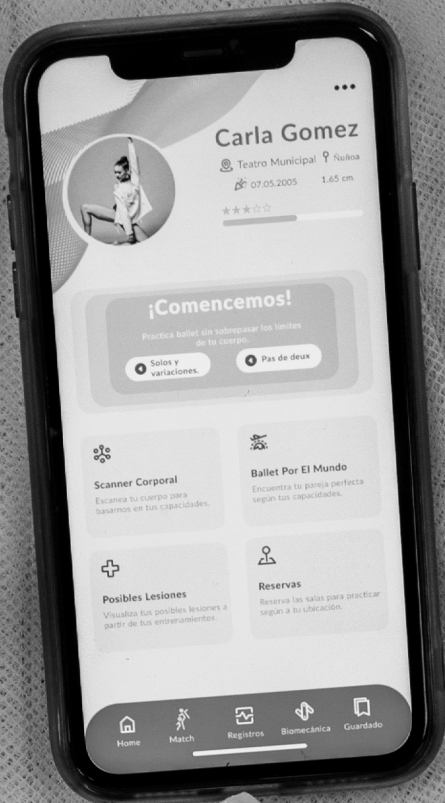 Carla Gomez
Teatro Municipal Ñuñoa
07.05.2005 1.65 cm
¡Comencemos!
Practica ballet sin sobrepasar los limites
de tu cuerpo.
Solos y
variaciones.
Pas de deux
Scanner Corporal
Escanea tu cuerpo para
basarnos en tus capacidades.
Ballet Por El Mundo
Encuentra tu pareja perfecta
según tus capacidades.
Posibles Lesiones
Visualiza tus posibles lesiones a
partir de tus entrenamientos.
Reservas
Reserva las salas para practicar
según a tu ubicación.
Home Match Registros Biomecánica Guardado